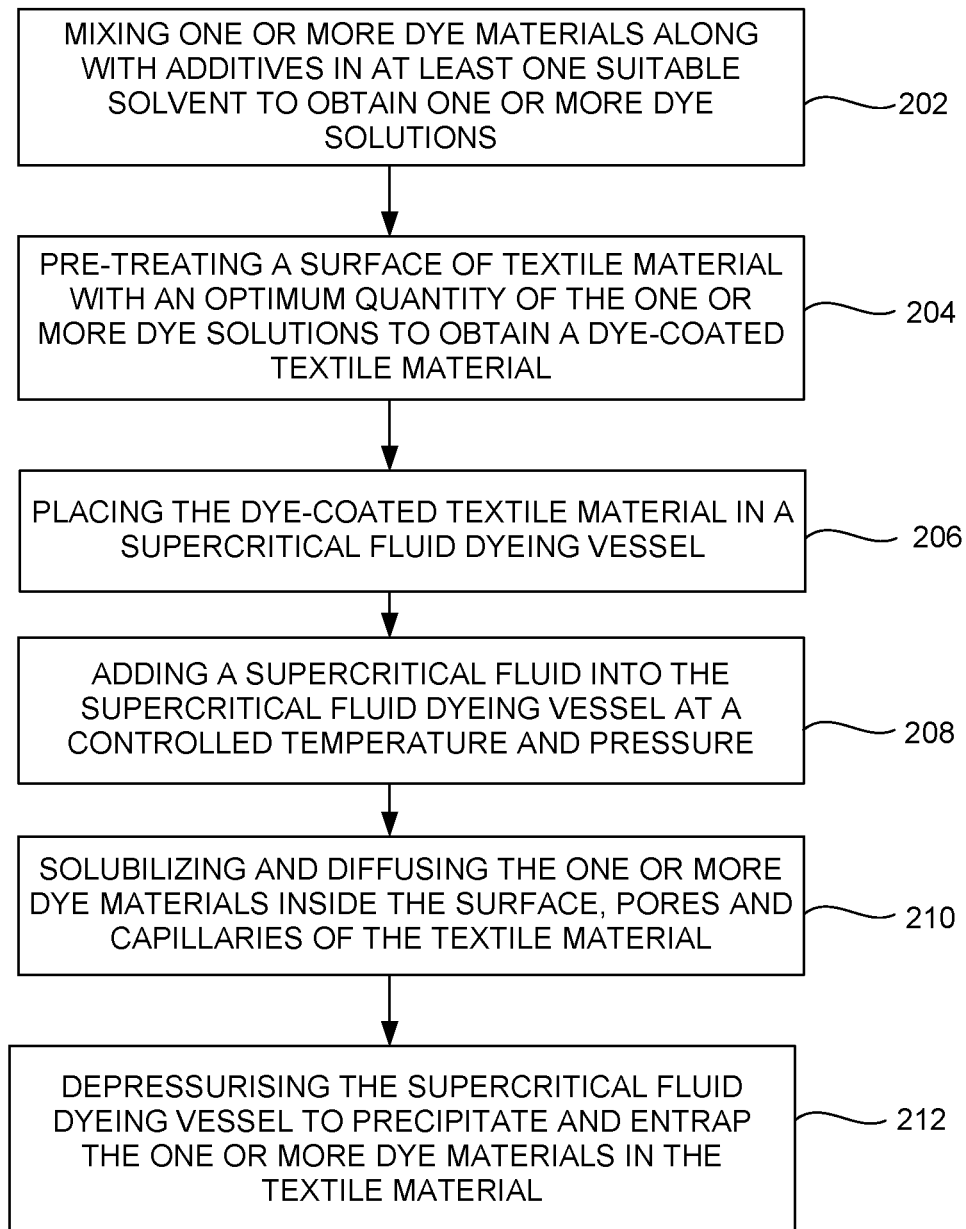 MIXING ONE OR MORE DYE MATERIALS ALONG
WITH ADDITIVES IN AT LEAST ONE SUITABLE
SOLVENT TO OBTAIN ONE OR MORE DYE
SOLUTIONS
202
PRE-TREATING A SURFACE OF TEXTILE MATERIAL
WITH AN OPTIMUM QUANTITY OF THE ONE OR
MORE DYE SOLUTIONS TO OBTAIN A DYE-COATED
TEXTILE MATERIAL
204
PLACING THE DYE-COATED TEXTILE MATERIAL IN A
SUPERCRITICAL FLUID DYEING VESSEL
206
ADDING A SUPERCRITICAL FLUID INTO THE
SUPERCRITICAL FLUID DYEING VESSEL AT A
CONTROLLED TEMPERATURE AND PRESSURE
208
SOLUBILIZING AND DIFFUSING THE ONE OR MORE
DYE MATERIALS INSIDE THE SURFACE, PORES AND
CAPILLARIES OF THE TEXTILE MATERIAL
210
DEPRESSURISING THE SUPERCRITICAL FLUID
DYEING VESSEL TO PRECIPITATE AND ENTRAP
THE ONE OR MORE DYE MATERIALS IN THE
TEXTILE MATERIAL
212